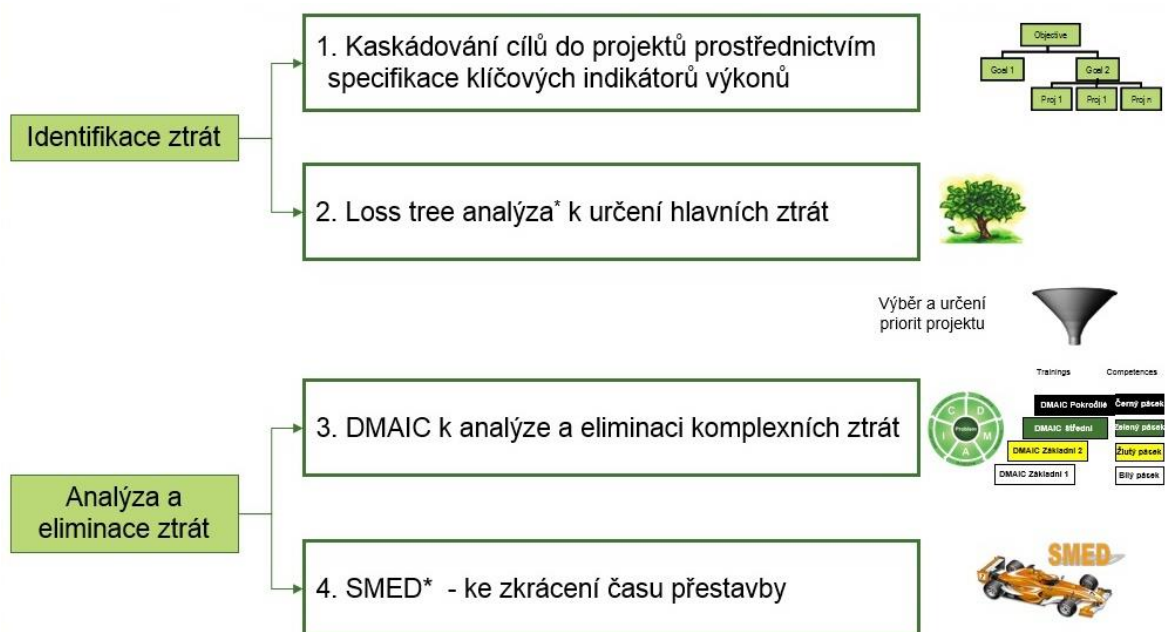 1. Kaskádování cílů do projektů prostřednictvím
specifikace klíčových indikátorů výkonů
Objective
Goal 1
Goal 2
Proj 1
Proj 1
Proj n
Identifikace ztrát
2. Loss tree analýza* k určení hlavních ztrát
Výběr a určení
priorit projektu
Trainings
Competences
3. DMAIC k analýze a eliminaci komplexních ztrát
C
D
I
Problem
M
A
DMAIC Pokročilé
Černý pásek
DMAIC střední
Zelený pásek
DMAIC Základní 2
Žlutý pásek
DMAIC Základní 1
Bílý pásek
Analýza a
eliminace ztrát
4. SMED* - ke zkrácení času přestavby
SMED